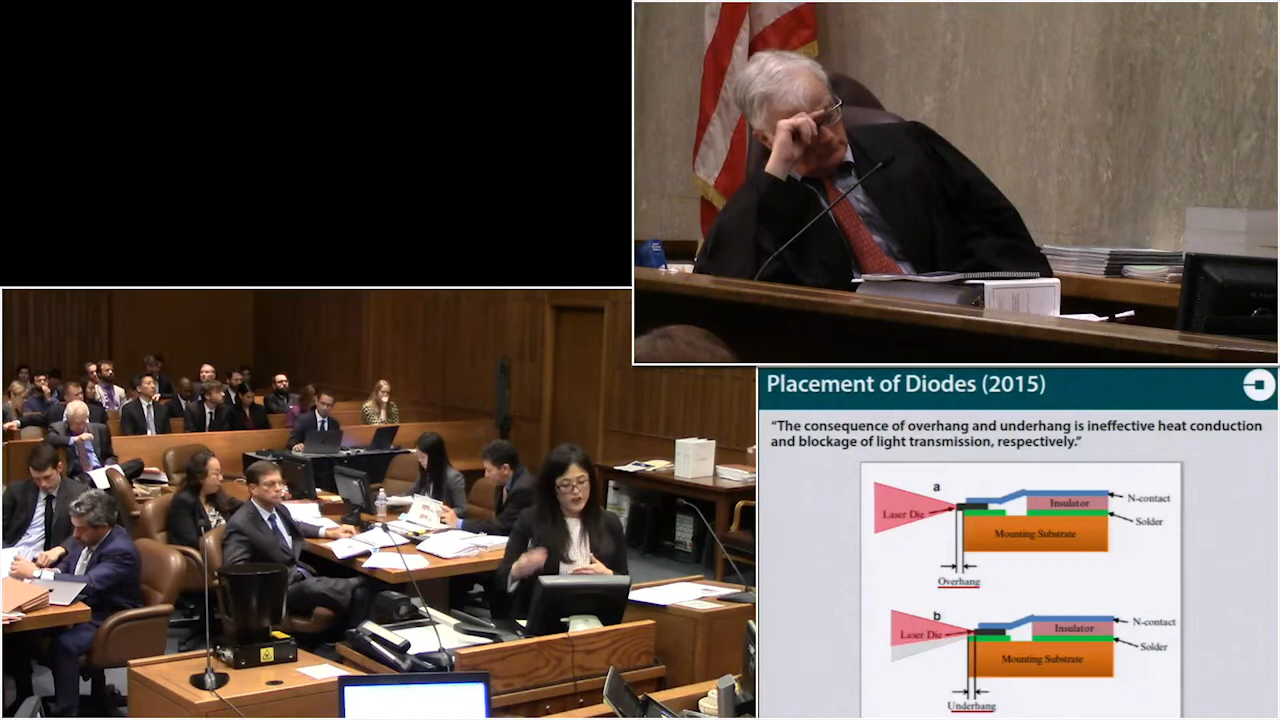 Placement of Diodes (2015)
“The consequence of overhang and underhang is ineffective heat conduction
and blockage of light transmission, respectively.”
a
N-contact
Insulator
Laser Die
Solder
Mounting Substrate
Overhang
b
N-contact
Insulator
Laser Die
Solder
Mounting Substrate
Underhang